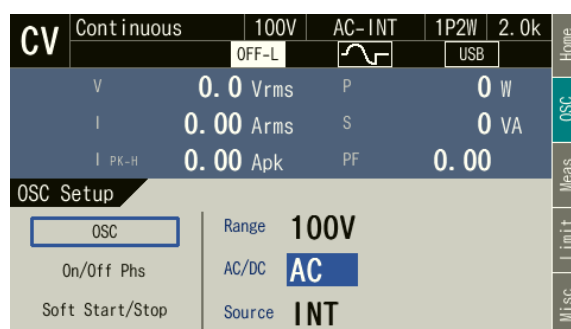 CV Continuous 100V AC-INT 1P2W 2.0k
OFF-L USB
V 0.0 Vrms P 0 W
I 0.00 Arms S 0 VA
I PK-H 0.00 Apk PF 0.00
OSC Setup
OSC Range 100V
On/Off Phs AC/DC AC
Soft Start/Stop Source INT
Home
OSC
Meas
Limit
Misc